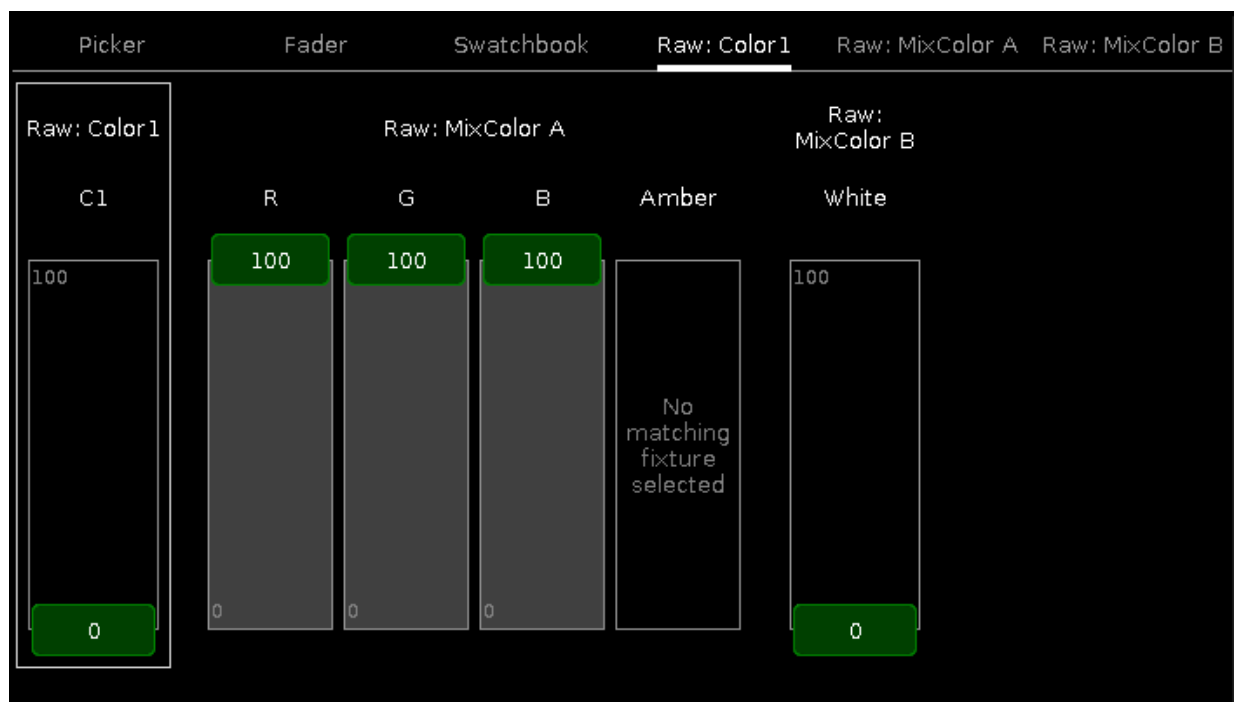 Picker Fader Swatchbook Raw: Color1 Raw: MixColor A Raw: MixColor B
Raw: Color1 Raw: MixColor A Raw:
MixColor B
C1 R G B Amber White
100 100 100
100 100
No
matching
fixture
selected
0 0 0
0 0